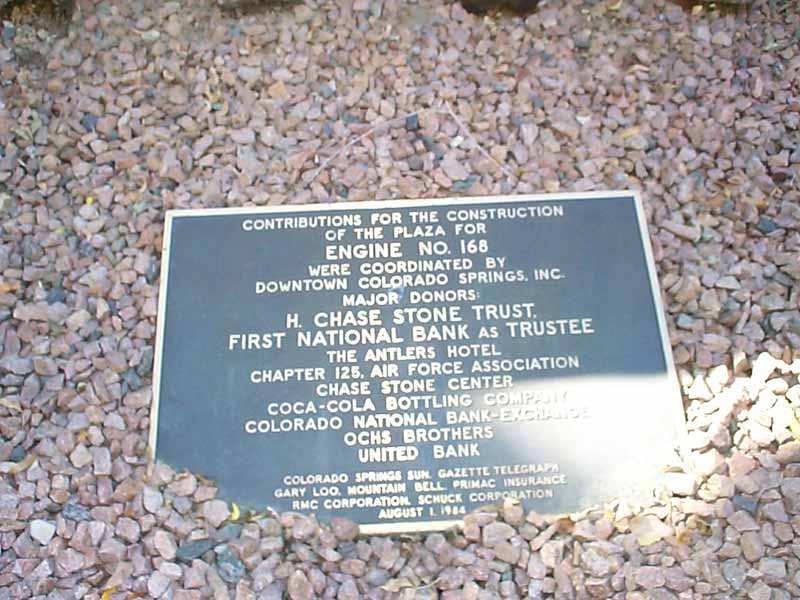 CONTRIBUTIONS FOR THE CONSTRUCTION
OF THE PLAZA FOR
ENGINE NO. 168
WERE COORDINATED BY
DOWNTOWN COLORADO SPRINGS, INC.
MAJOR DONORS:
H. CHASE STONE TRUST,
FIRST NATIONAL BANK AS TRUSTEE
THE ANTLERS HOTEL
CHAPTER 125, AIR FORCE ASSOCIATION
CHASE STONE CENTER
COCA-COLA BOTTLING COMPANY
COLORADO NATIONAL BANK-EXCHANGE
OCHS BROTHERS
UNITED BANK
COLORADO SPRINGS SUN, GAZETTE TELEGRAPH
GARY LOO, MOUNTAIN BELL, PRIMAC INSURANCE
RMC CORPORATION, SCHUCK CORPORATION
AUGUST 1, 1984